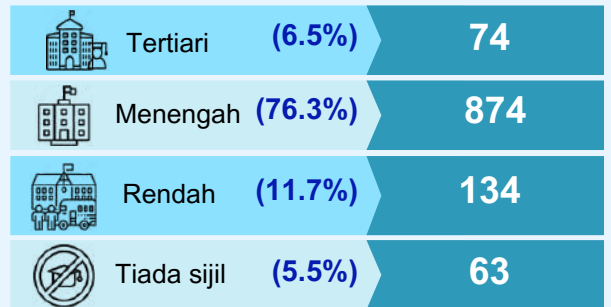 Tertiari (6.5%) 74
Menengah (76.3%) 874
Rendah (11.7%) 134
Tiada sijil (5.5%) 63